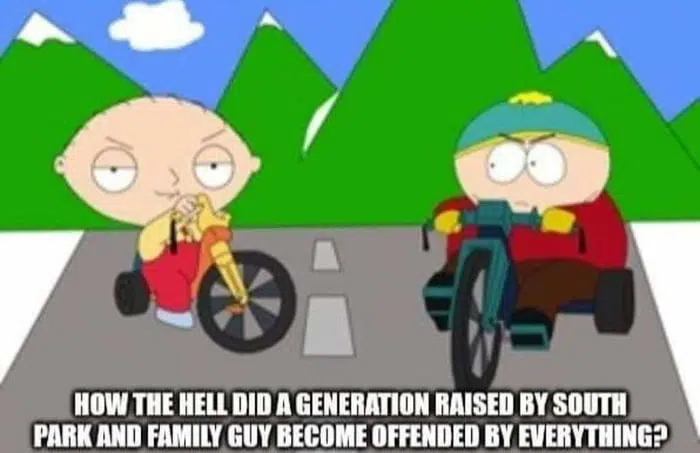 HOW THE HELL DID A GENERATION RAISED BY SOUTH
PARK AND FAMILY GUY BECOME OFFENDED BY EVERYTHING?